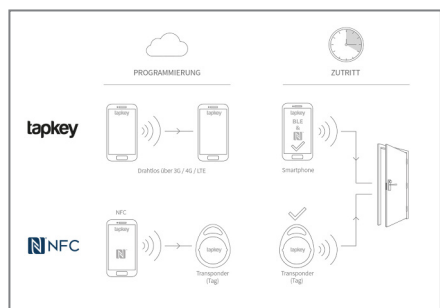 PROGRAMMIERUNG
ZUTRITT
tapkey
tapkey
tapkey
tapkey
BLE
&
N
Drahtlos über 3G / 4G / LTE
Smartphone
NFC
N NFC
tapkey
N
tapkey
tapkey
Transponder
(Tag)
Transponder
(Tag)